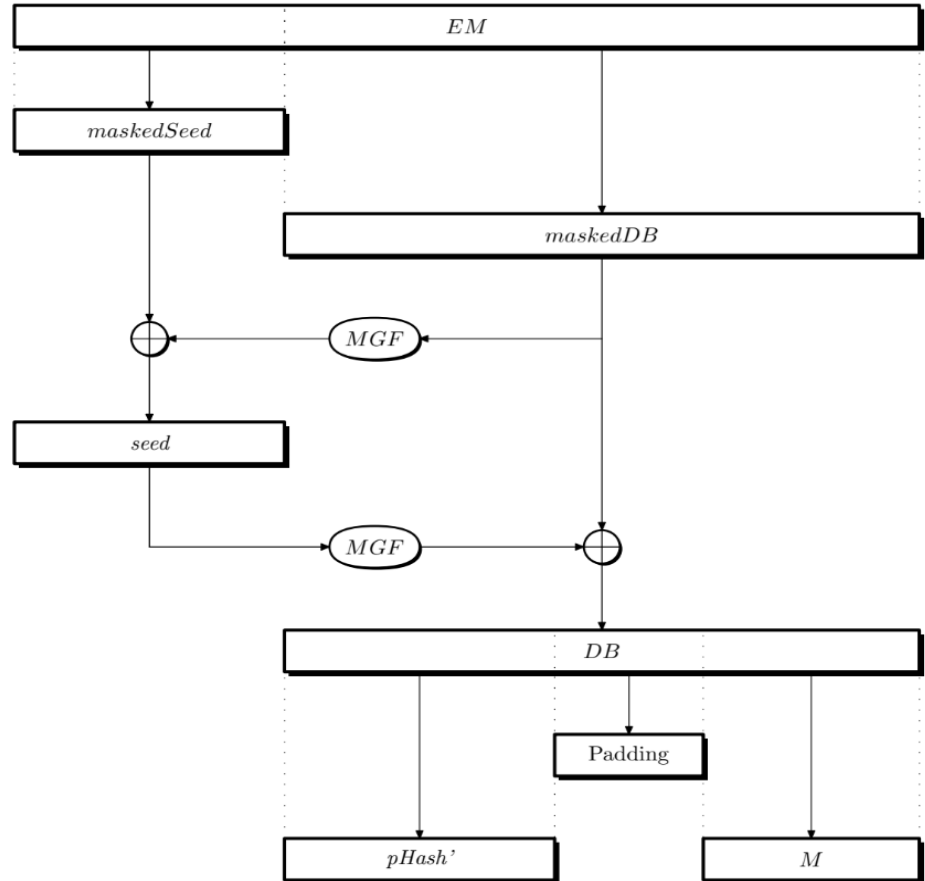 EM
maskedSeed
maskedDB
MGF
seed
MGF
DB
Padding
pHash’
M